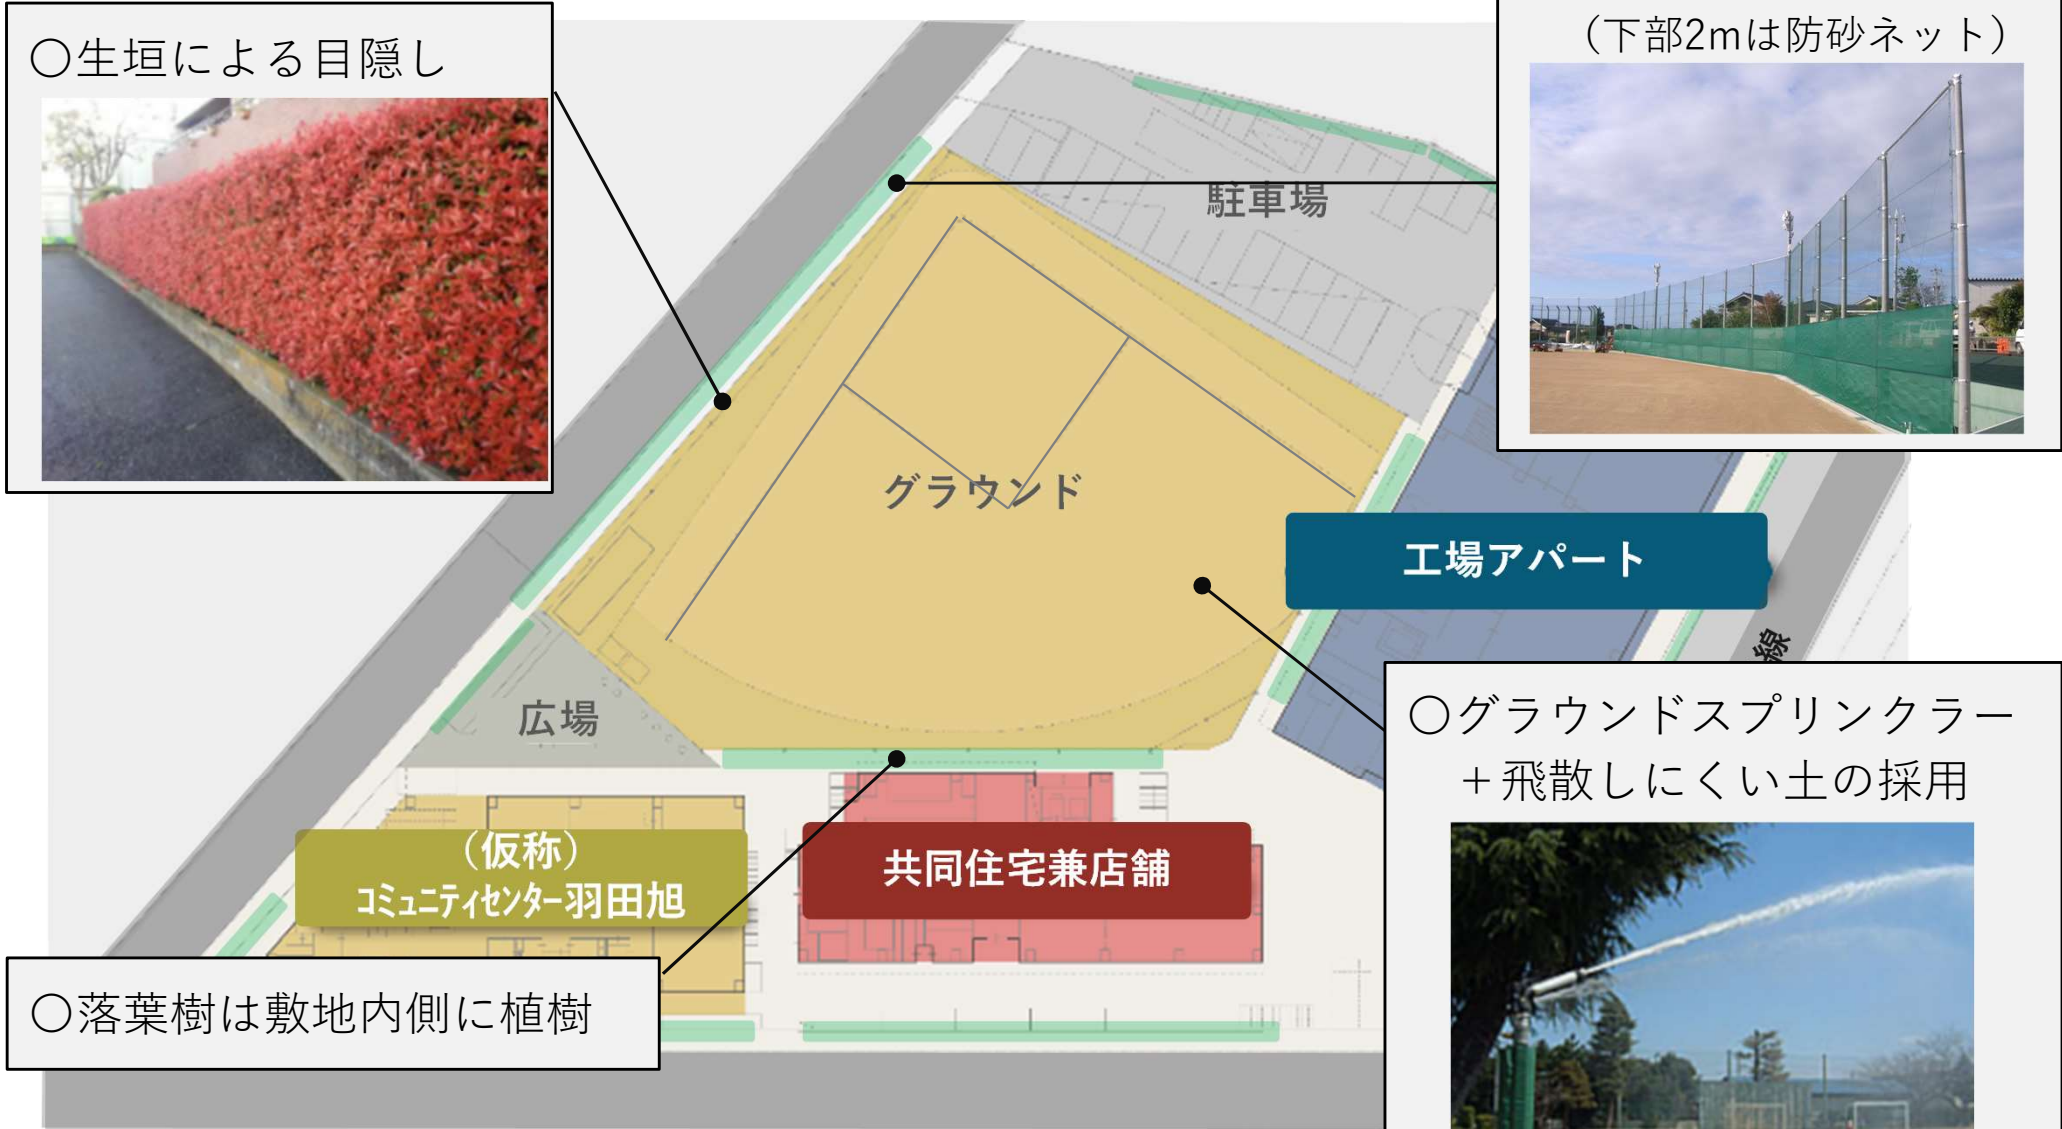 ○生垣による目隠し
（下部2mは防砂ネット）
駐車場
グラウンド
工場アパート
線
広場
○グラウンドスプリンクラー
＋飛散しにくい土の採用
（仮称）
ｺﾐｭﾆﾃｨｾﾝﾀｰ羽田旭
共同住宅兼店舗
○落葉樹は敷地内側に植樹